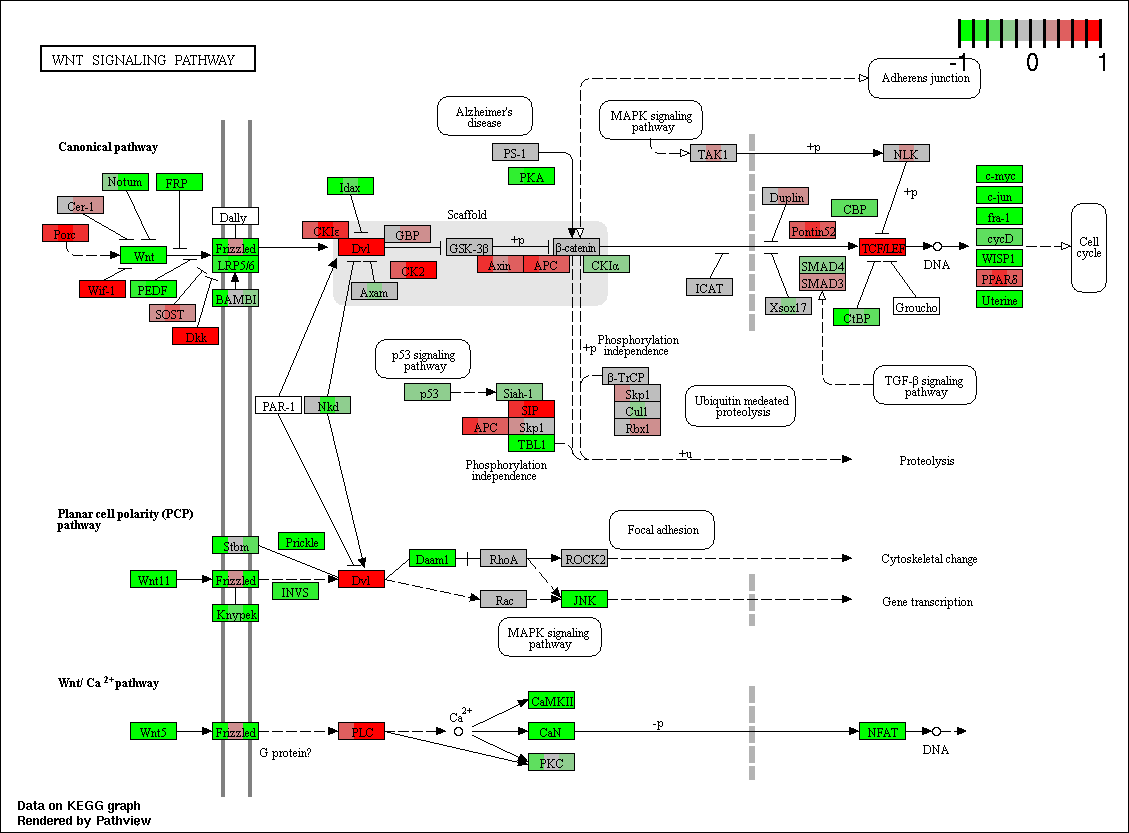 WNT SIGNALING PATHWAY
-1
0
1
Adherens junction
Alzheimer's
disease
MAPK signaling
pathway
Canonical pathway
PS-1
PKA
TAK1
+p
NLK
+p
Notum
FRP
Idax
Cer-1
Duplin
CBP
c-myc
c-jun
fra-1
cycD
WISP1
PPARδ
Uterine
Cell
cycle
Porc
Dally
Scaffold
CKIε
GBP
Pontin52
Wnt
Frizzled
LRP5/6
Dvl
GSK-3β
+p
β-catenin
TCF/LEF
DNA
Axin
APC
CKIα
CK2
SMAD4
SMAD3
Wif-1
PEDF
BAMBI
Axam
ICAT
Xsox17
CtBP
Groucho
SOST
Dkk
p53 signaling
pathway
+p
Phosphorylation
independence
TGF-β signaling
pathway
β-TrCP
Skp1
Cul1
Rbx1
Ubiquitin medeated
proteolysis
p53
Siah-1
SIP
APC
Skp1
TBL1
PAR-1
Nkd
+u
Proteolysis
Phosphorylation
independence
Planar cell polarity (PCP)
pathway
Stbm
Prickle
Focal adhesion
Daam1
RhoA
ROCK2
Cytoskeletal change
Wnt11
Frizzled
INVS
Dvl
Rac
JNK
Gene transcription
Knypek
MAPK signaling
pathway
Wnt/ Ca 2+ pathway
CaMKII
Ca2+
Wnt5
Frizzled
G protein?
PLC
CaN
-p
NFAT
DNA
PKC
Data on KEGG graph
Rendered by Pathview